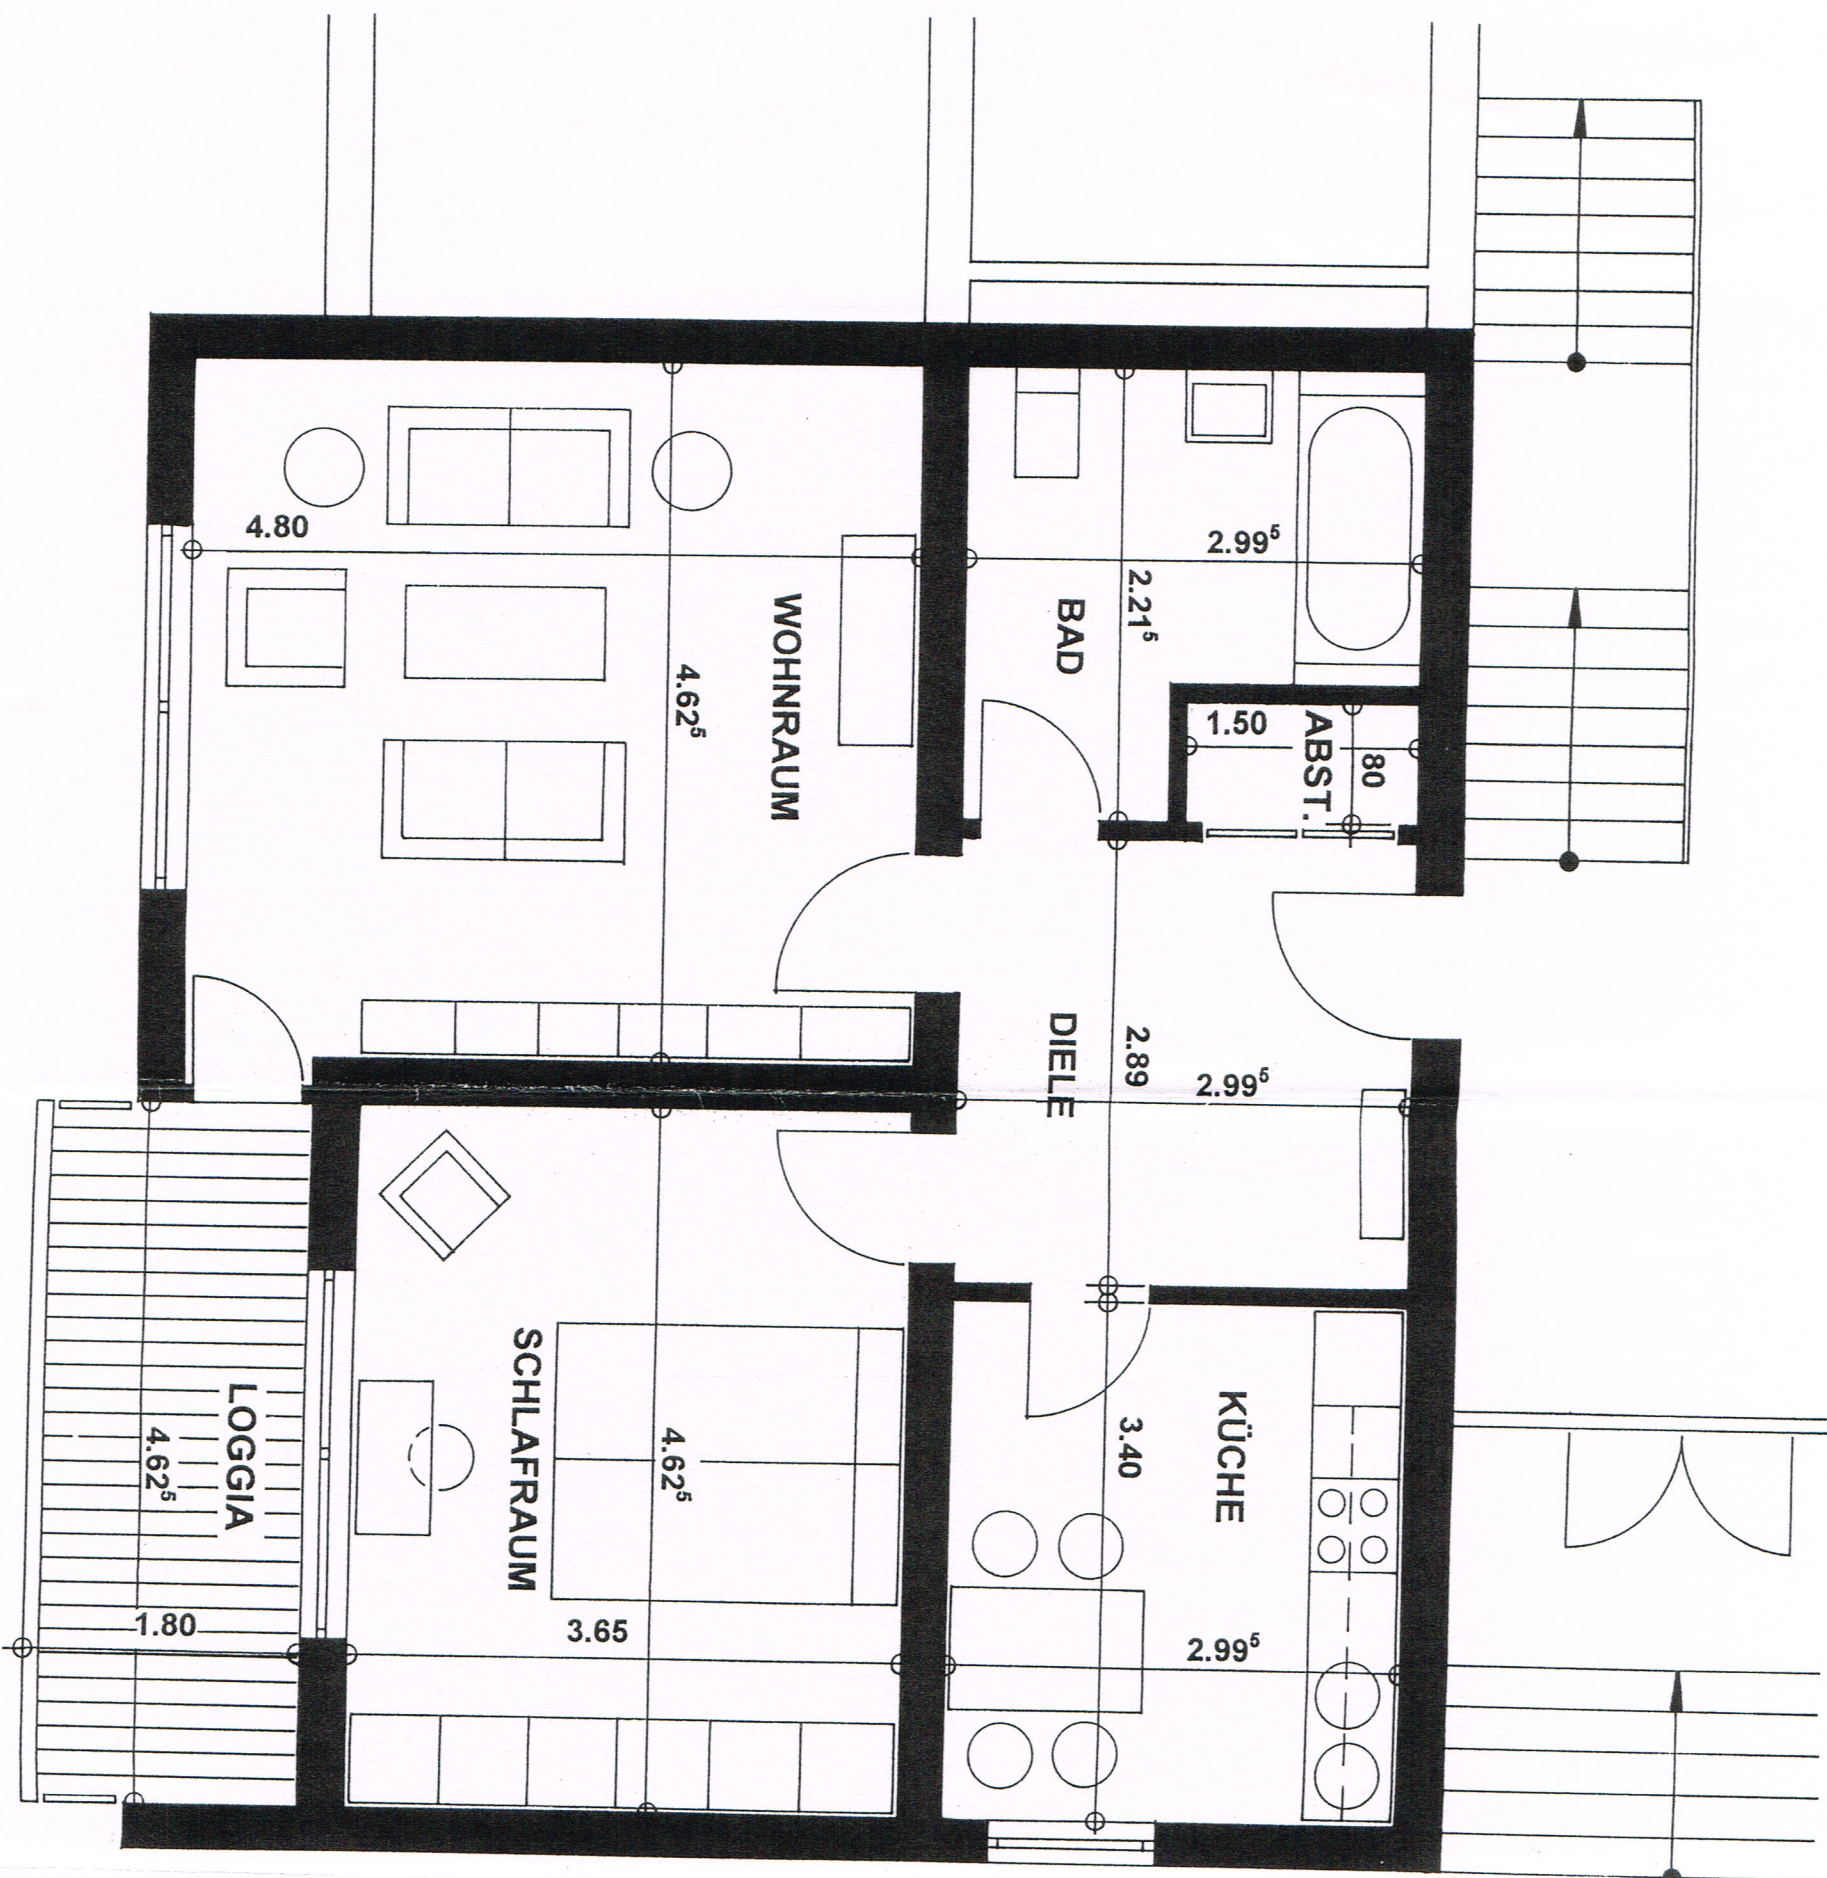 4.80
WOHNRAUM
4.62⁵
BAD
2.99⁵
2.21⁵
ABST.
1.50
80
DIELE
2.89
2.99⁵
KÜCHE
3.40
2.99⁵
SCHLAFRAUM
4.62⁵
3.65
LOGGIA
4.62⁵
1.80